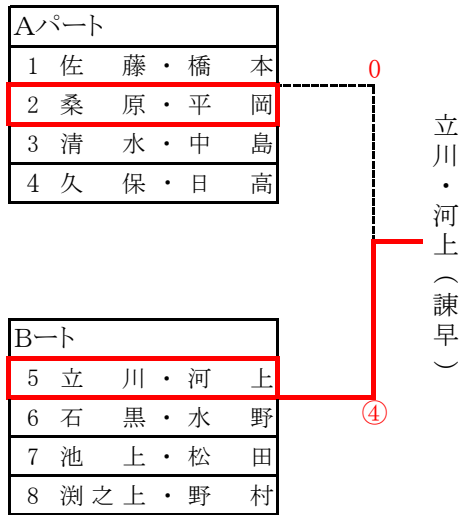 Aパート
1 佐藤・橋本
2 桑原・平岡
3 清水・中島
4 久保・日高
0
立川・河上(諫早)
Bート
5 立川・河上
6 石黒・水野
7 池上・松田
8 渕之上・野村
④